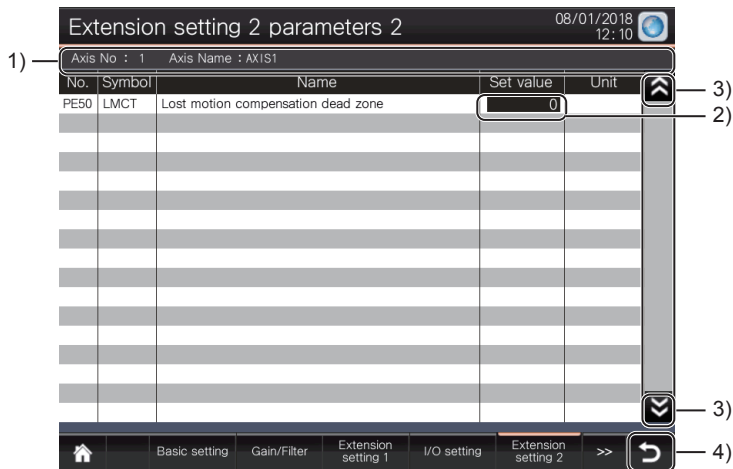 Extension setting 2 parameters 2
08/01/2018
12:10
1)
Axis No : 1 Axis Name : AXIS1
No. Symbol Name Set value Unit
3)
PE50 LMCT Lost motion compensation dead zone 0
2)
3)
Basic setting Gain/Filter Extension setting 1 I/O setting Extension setting 2 >>
4)